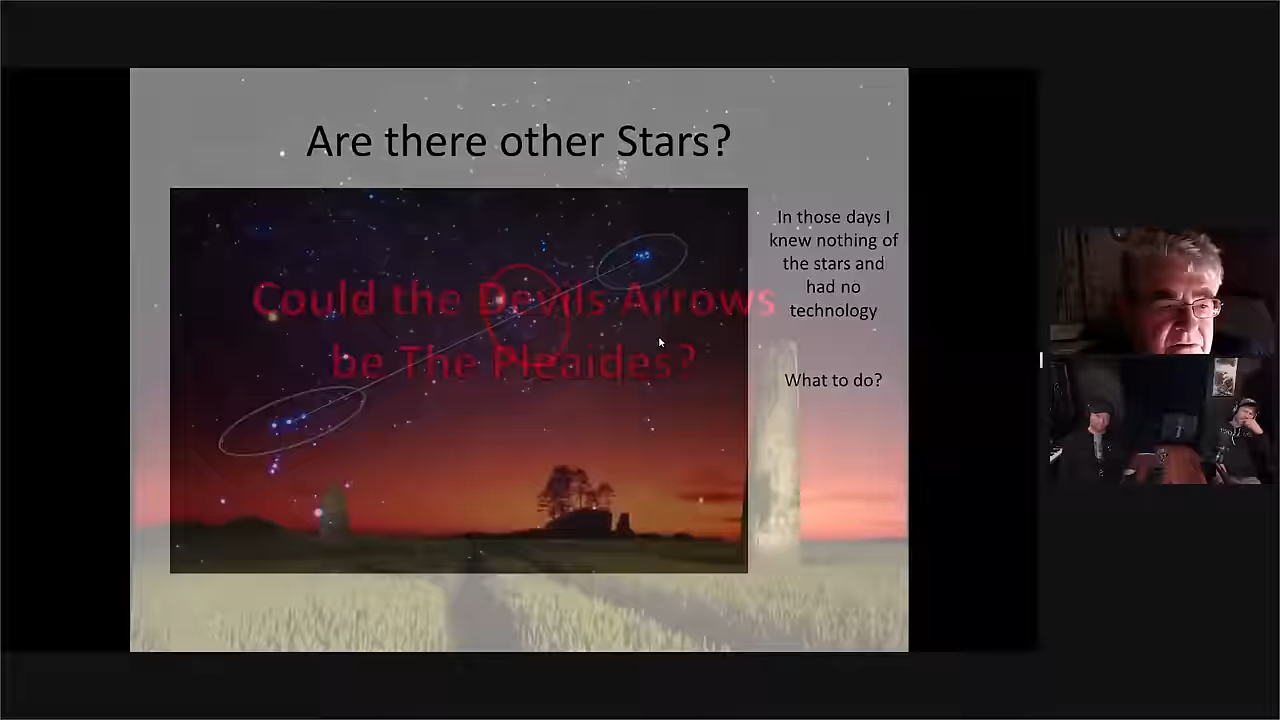 Are there other Stars?
In those days I
knew nothing of
the stars and
had no
technology
What to do?
Could the Devils Arrows
be The Pleaides?